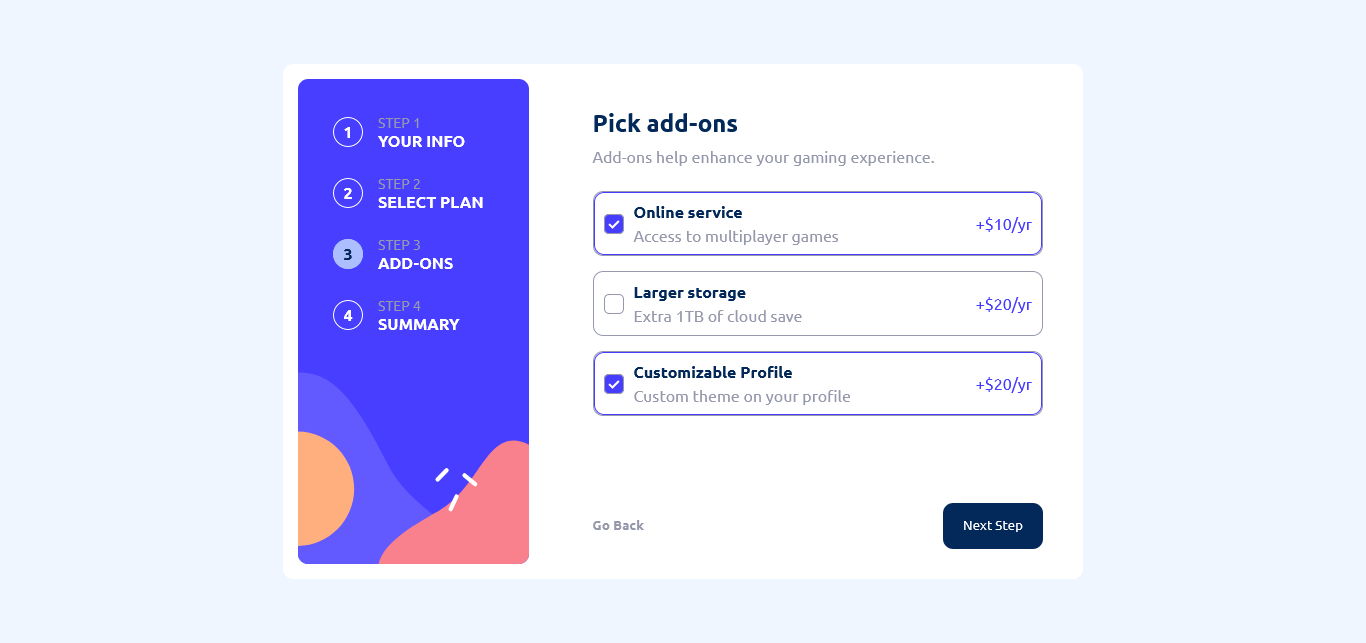 1
STEP 1
YOUR INFO
2
STEP 2
SELECT PLAN
3
STEP 3
ADD-ONS
4
STEP 4
SUMMARY
Pick add-ons
Add-ons help enhance your gaming experience.
Online service
Access to multiplayer games
+$10/yr
Larger storage
Extra 1TB of cloud save
+$20/yr
Customizable Profile
Custom theme on your profile
+$20/yr
Go Back
Next Step